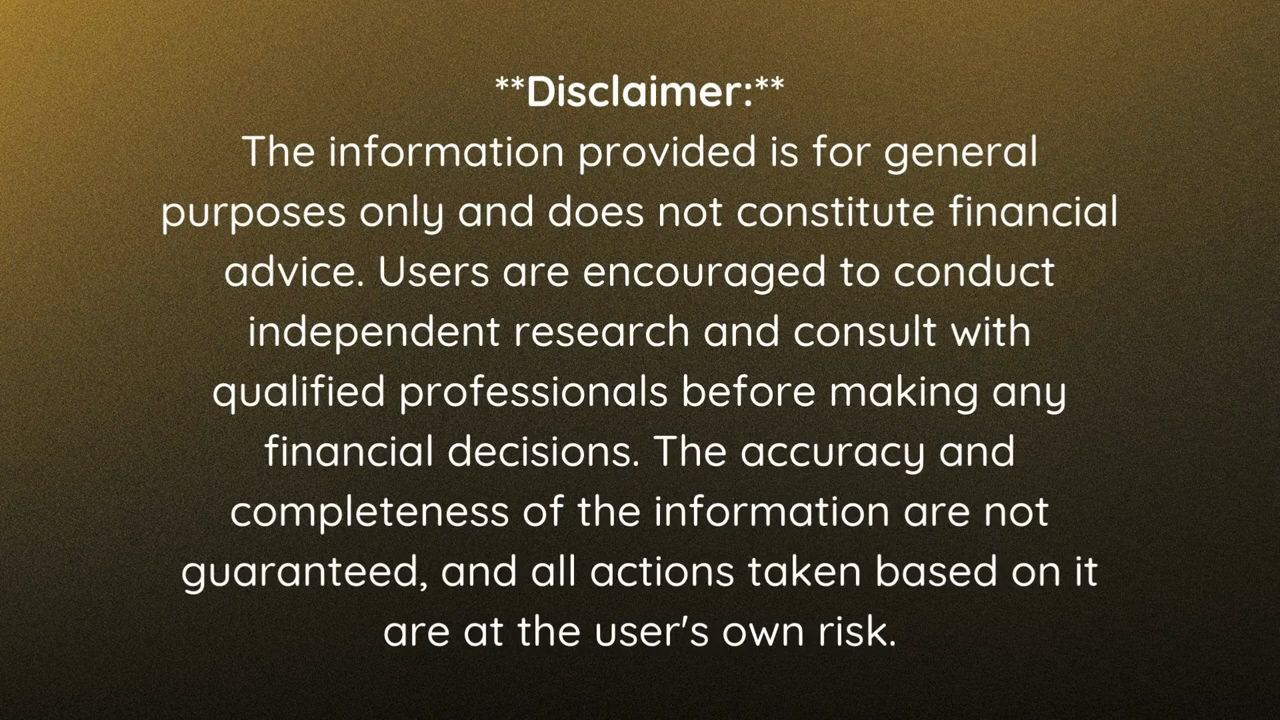 **Disclaimer:**
The information provided is for general
purposes only and does not constitute financial
advice. Users are encouraged to conduct
independent research and consult with
qualified professionals before making any
financial decisions. The accuracy and
completeness of the information are not
guaranteed, and all actions taken based on it
are at the user's own risk.